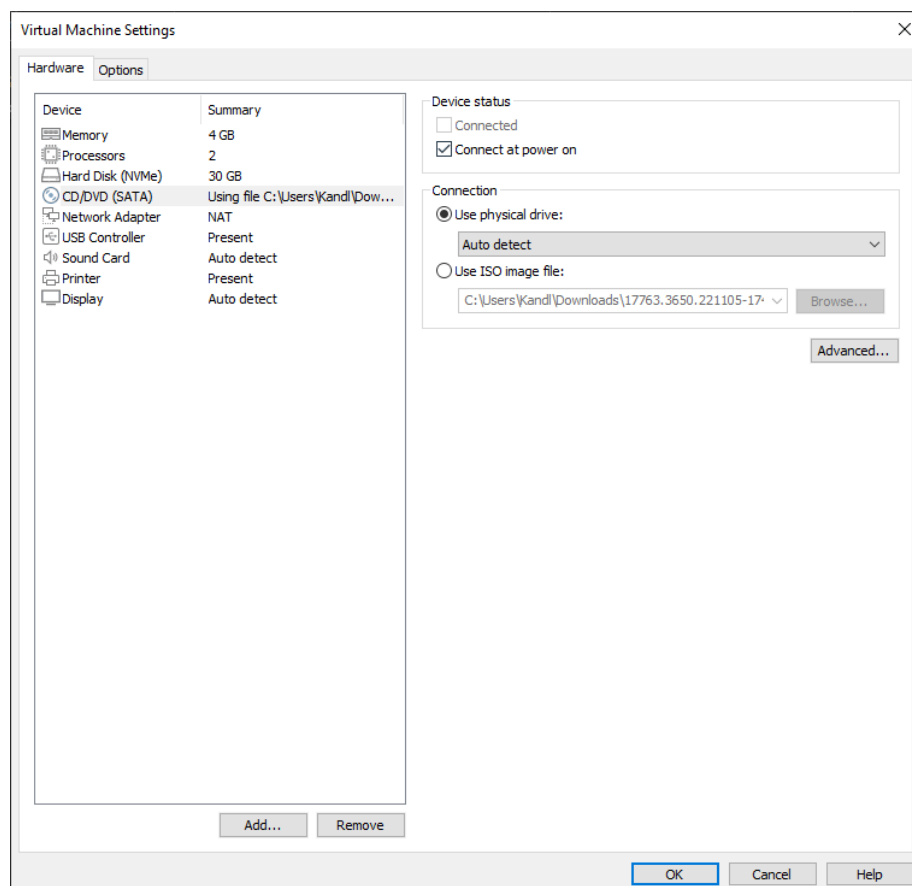 Virtual Machine Settings
Hardware Options
Device Summary
Memory 4 GB
Processors 2
Hard Disk (NVMe) 30 GB
CD/DVD (SATA) Using file C:\Users\Kandl\Dow...
Network Adapter NAT
USB Controller Present
Sound Card Auto detect
Printer Present
Display Auto detect
Add... Remove
Device status
Connected
Connect at power on
Connection
Use physical drive:
Auto detect
Use ISO image file:
C:\Users\Kandl\Downloads\17763.3650.221105-17 Browse...
Advanced...
OK Cancel Help